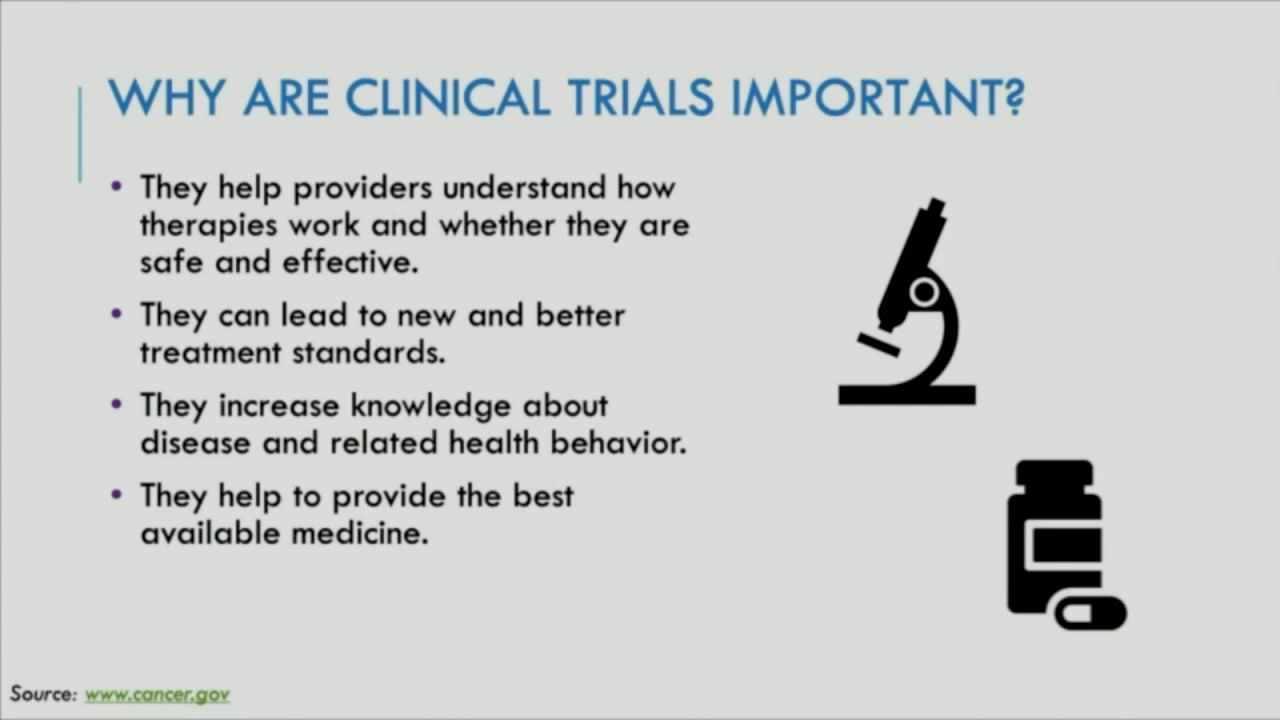 WHY ARE CLINICAL TRIALS IMPORTANT?
• They help providers understand how
therapies work and whether they are
safe and effective.
• They can lead to new and better
treatment standards.
• They increase knowledge about
disease and related health behavior.
• They help to provide the best
available medicine.
Source: www.cancer.gov